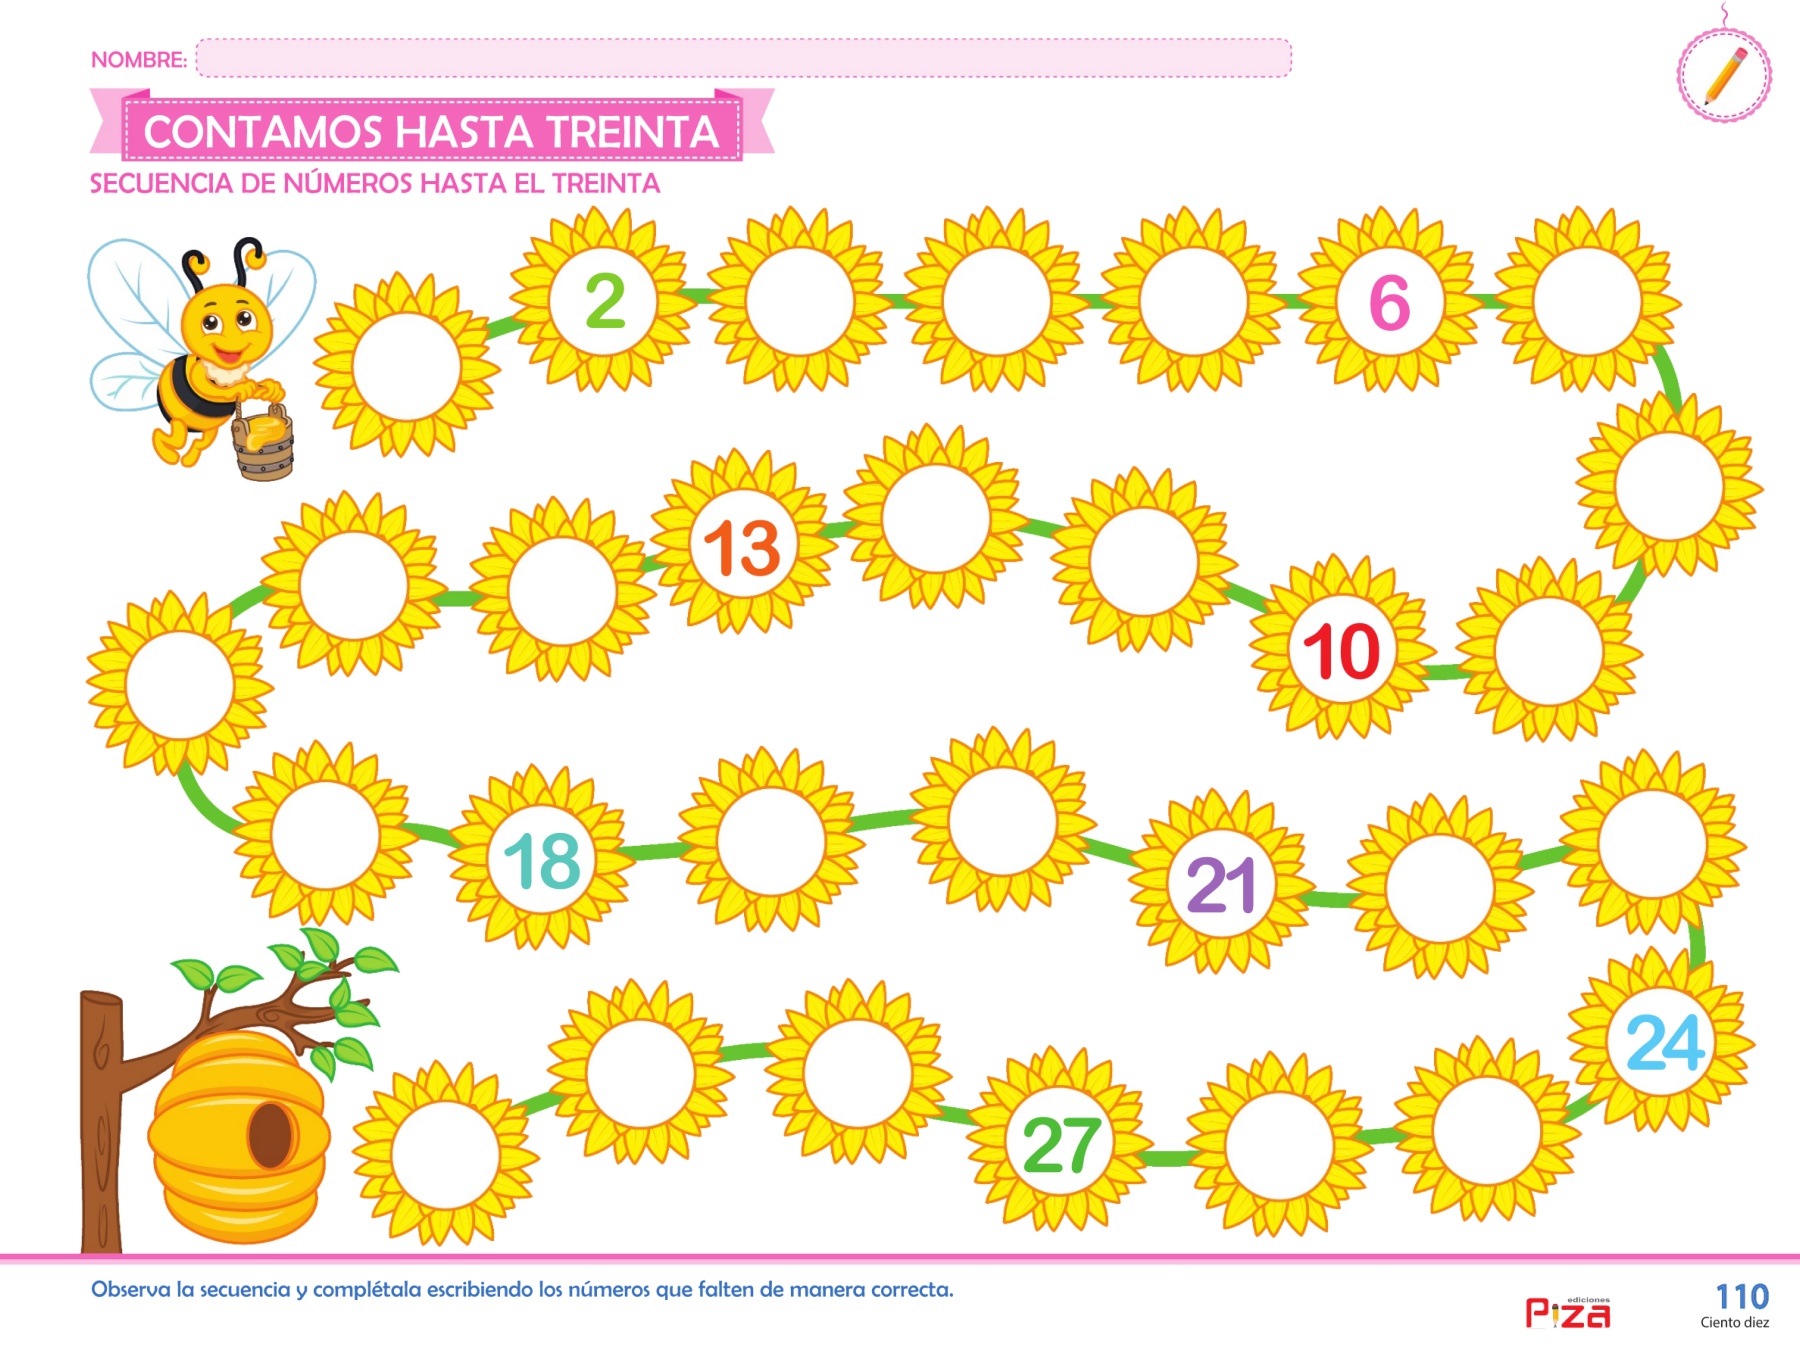 NOMBRE:
CONTAMOS HASTA TREINTA
SECUENCIA DE NÚMEROS HASTA EL TREINTA
2
6
13
10
18
21
24
27
Observa la secuencia y complétala escribiendo los números que falten de manera correcta.
ediciones
Piza
110
Ciento diez